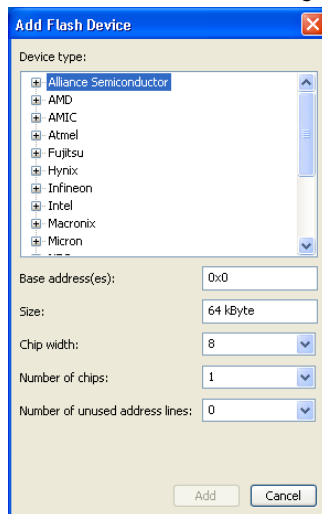 Add Flash Device
Device type:
Alliance Semiconductor
AMD
AMIC
Atmel
Fujitsu
Hynix
Infineon
Intel
Macronix
Micron
Base address(es): 0x0
Size: 64 kByte
Chip width: 8
Number of chips: 1
Number of unused address lines: 0
Add Cancel